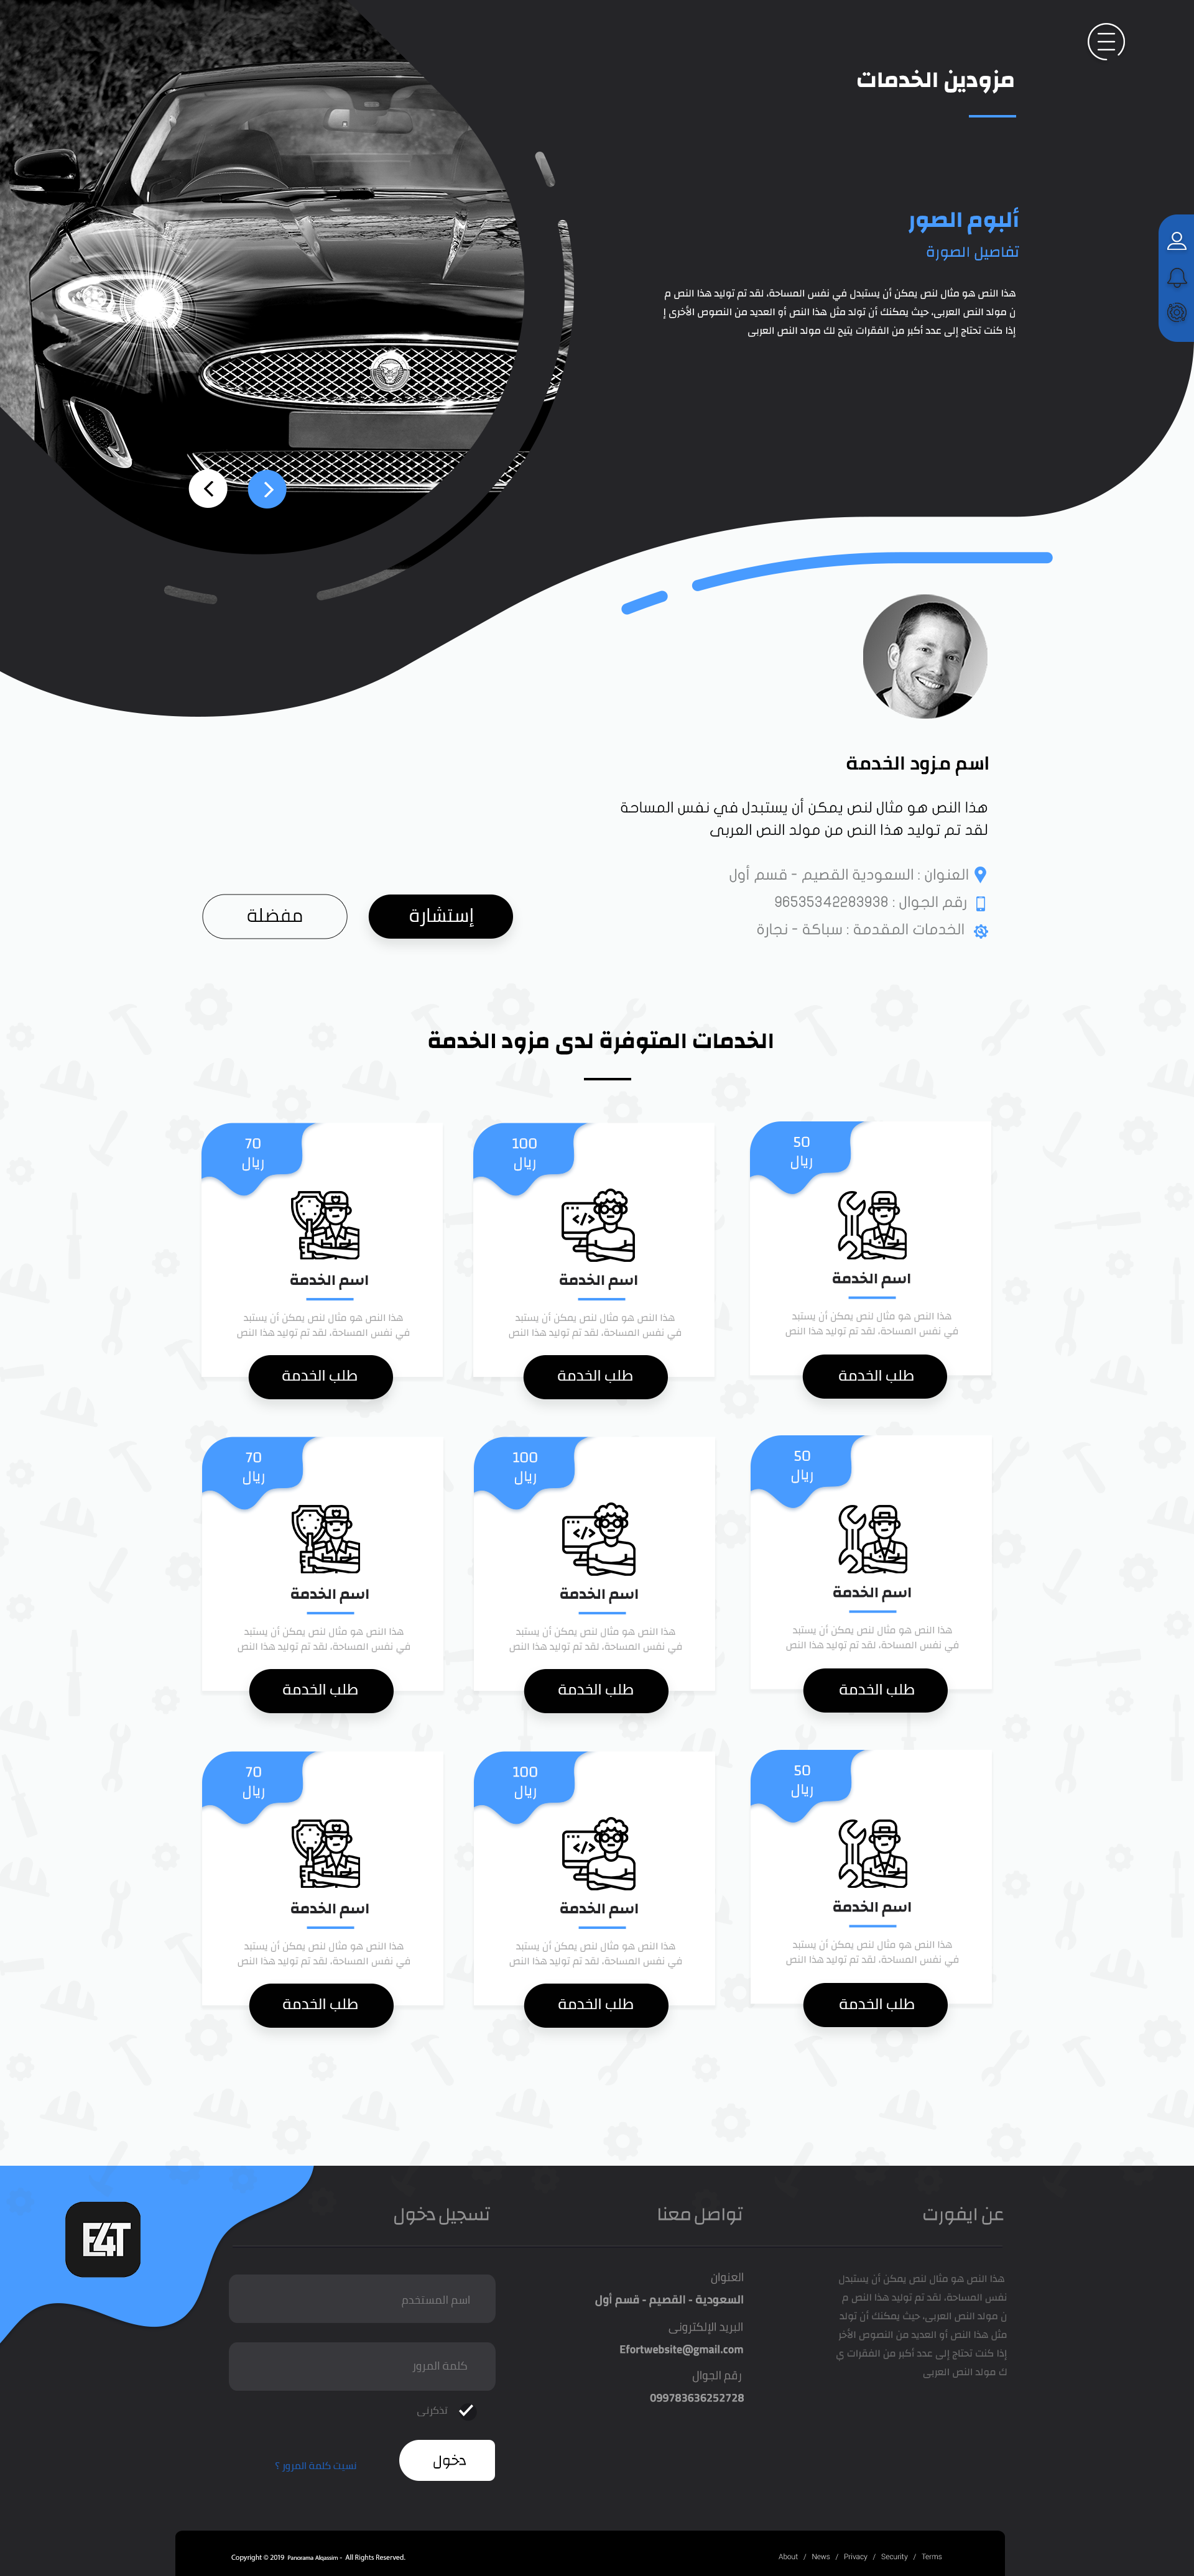 مزودين الخدمات
ألبوم الصور
تفاصيل الصورة
هذا النص هو مثال لنص يمكن أن يستبدل في نفس المساحة، لقد تم توليد هذا النص م
ن مولد النص العربى، حيث يمكنك أن تولد مثل هذا النص أو العديد من النصوص الأخرى إ
إذا كنت تحتاج إلى عدد أكبر من الفقرات يتيح لك مولد النص العربى
اسم مزود الخدمة
هذا النص هو مثال لنص يمكن أن يستبدل في نفس المساحة
لقد تم توليد هذا النص من مولد النص العربى
العنوان : السعودية القصيم - قسم أول
رقم الجوال : 96535342283938
الخدمات المقدمة : سباكة - نجارة
إستشارة
مفضلة
الخدمات المتوفرة لدى مزود الخدمة
50
ريال
اسم الخدمة
هذا النص هو مثال لنص يمكن أن يستبد
في نفس المساحة، لقد تم توليد هذا النص
طلب الخدمة
100
ريال
اسم الخدمة
هذا النص هو مثال لنص يمكن أن يستبد
في نفس المساحة، لقد تم توليد هذا النص
طلب الخدمة
70
ريال
اسم الخدمة
هذا النص هو مثال لنص يمكن أن يستبد
في نفس المساحة، لقد تم توليد هذا النص
طلب الخدمة
50
ريال
اسم الخدمة
هذا النص هو مثال لنص يمكن أن يستبد
في نفس المساحة، لقد تم توليد هذا النص
طلب الخدمة
100
ريال
اسم الخدمة
هذا النص هو مثال لنص يمكن أن يستبد
في نفس المساحة، لقد تم توليد هذا النص
طلب الخدمة
70
ريال
اسم الخدمة
هذا النص هو مثال لنص يمكن أن يستبد
في نفس المساحة، لقد تم توليد هذا النص
طلب الخدمة
50
ريال
اسم الخدمة
هذا النص هو مثال لنص يمكن أن يستبد
في نفس المساحة، لقد تم توليد هذا النص
طلب الخدمة
100
ريال
اسم الخدمة
هذا النص هو مثال لنص يمكن أن يستبد
في نفس المساحة، لقد تم توليد هذا النص
طلب الخدمة
70
ريال
اسم الخدمة
هذا النص هو مثال لنص يمكن أن يستبد
في نفس المساحة، لقد تم توليد هذا النص
طلب الخدمة
عن ايفورت
هذا النص هو مثال لنص يمكن أن يستبدل
نفس المساحة، لقد تم توليد هذا النص م
ن مولد النص العربى، حيث يمكنك أن تولد
مثل هذا النص أو العديد من النصوص الأخر
إذا كنت تحتاج إلى عدد أكبر من الفقرات ي
ك مولد النص العربى
تواصل معنا
العنوان
السعودية - القصيم - قسم أول
البريد الإلكترونى
Efortwebsite@gmail.com
رقم الجوال
099783636252728
تسجيل دخول
اسم المستخدم
كلمة المرور
تذكرنى
دخول
نسيت كلمة المرور ؟
E4T
Copyright © 2019 Panorama Alqassim - All Rights Reserved.
About / News / Privacy / Security / Terms